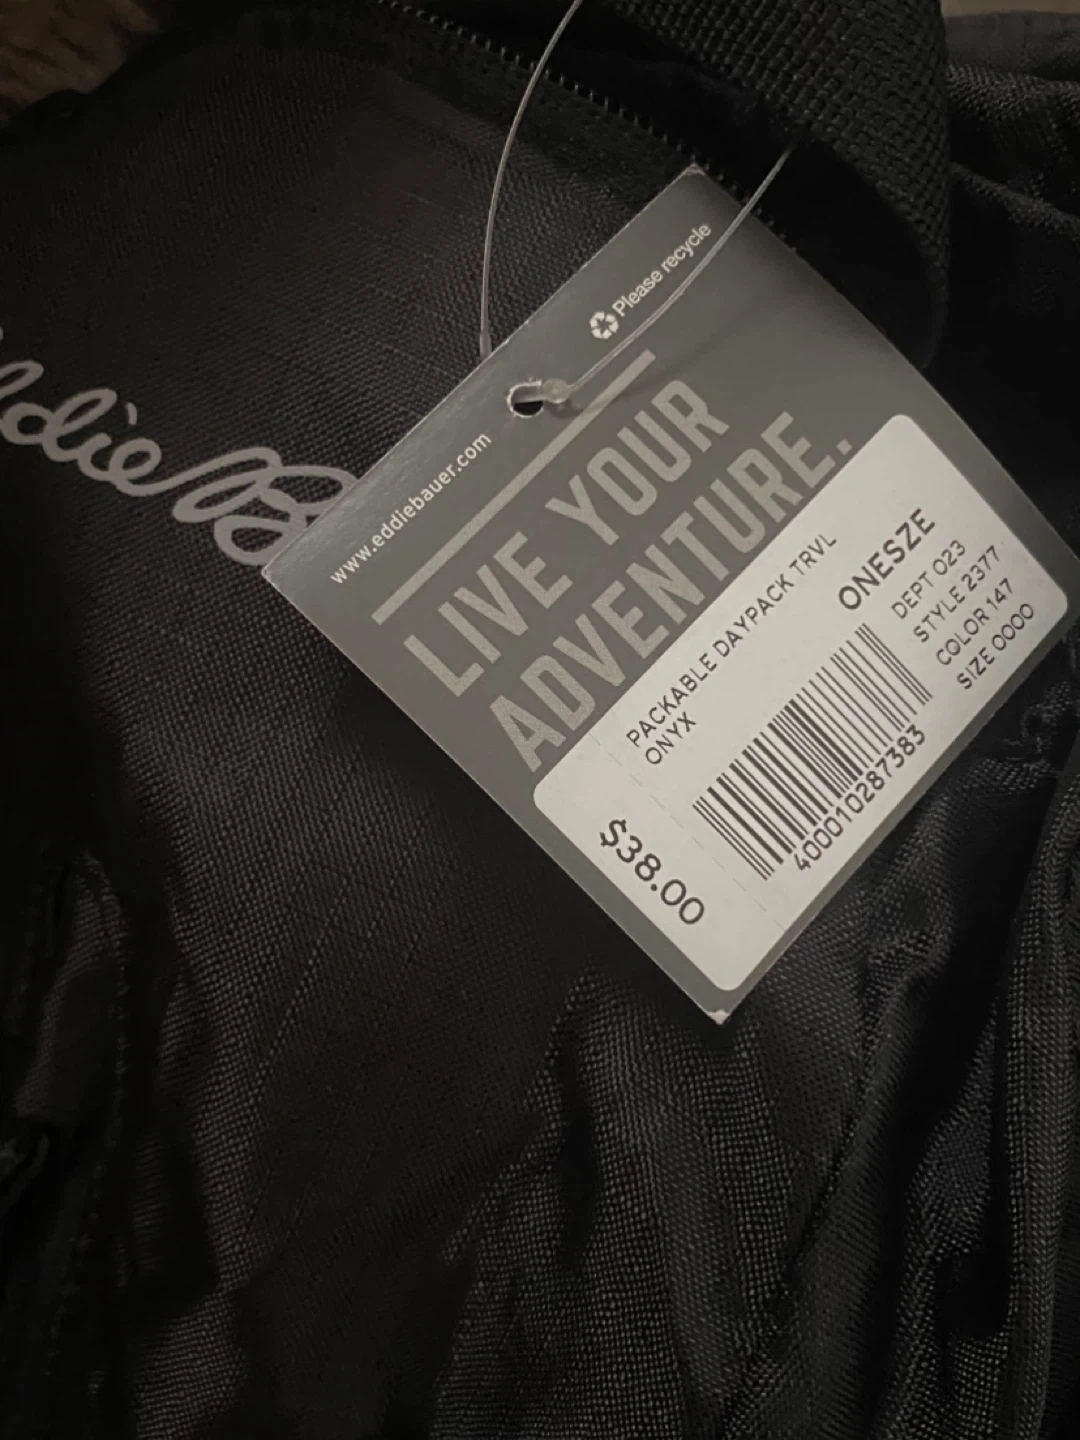 ddie B
Please recycle
www.eddiebauer.com
LIVE YOUR
ADVENTURE.
PACKABLE DAYPACK TRVL
ONYX
ONESZE
DEPT 023
STYLE 2377
COLOR 147
SIZE 0000
400010287383
$38.00